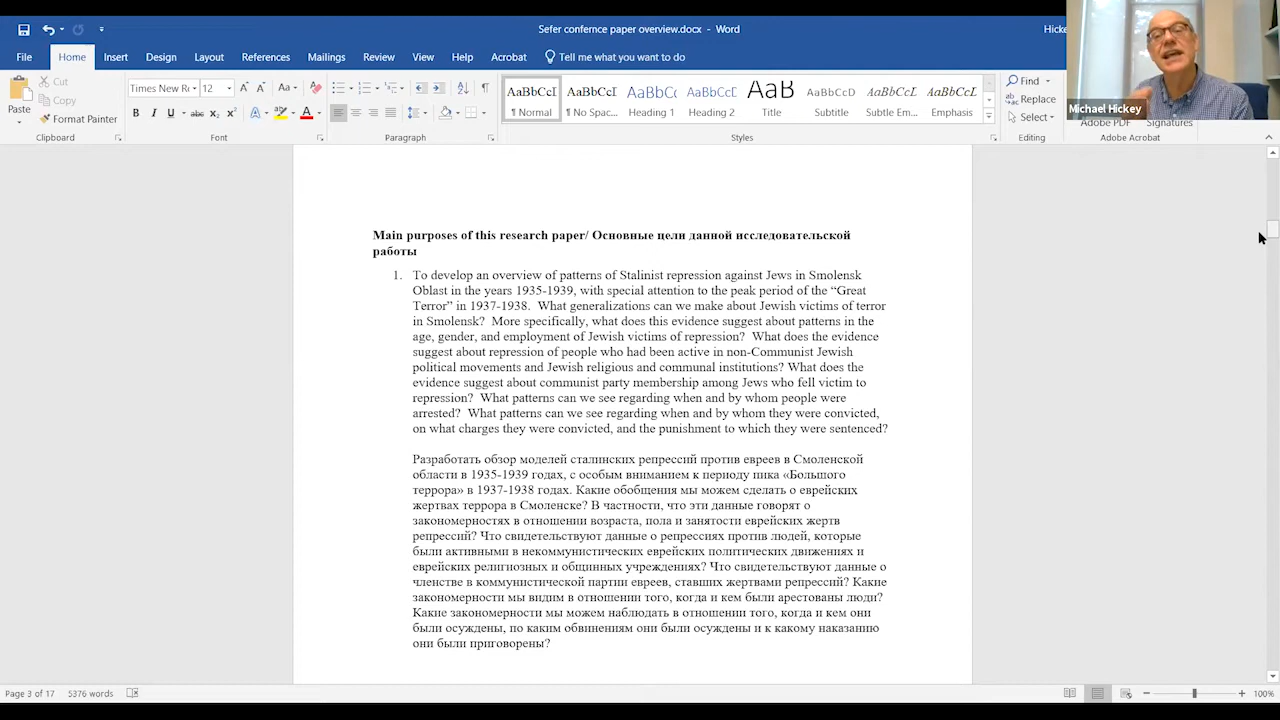 Sefer confernce paper overview.docx - Word
Hicke
File Home Insert Design Layout References Mailings Review View Help Acrobat Tell me what you want to do
Michael Hickey
Paste
Cut
Copy
Format Painter
Clipboard
Times New Ro 12
Font
Paragraph
AaBbCcI AaBbCcI AaBbCc AaBbCcI AaB AaBbCcD AaBbCcI AaBbCcI
¶ Normal ¶ No Spac... Heading 1 Heading 2 Title Subtitle Subtle Em... Emphasis
Styles
Find
Replace
Select
Editing
Adobe PDF Signatures
Adobe Acrobat
Main purposes of this research paper/ Основные цели данной исследовательской
работы
1. To develop an overview of patterns of Stalinist repression against Jews in Smolensk
Oblast in the years 1935-1939, with special attention to the peak period of the “Great
Terror” in 1937-1938. What generalizations can we make about Jewish victims of terror
in Smolensk? More specifically, what does this evidence suggest about patterns in the
age, gender, and employment of Jewish victims of repression? What does the evidence
suggest about repression of people who had been active in non-Communist Jewish
political movements and Jewish religious and communal institutions? What does the
evidence suggest about communist party membership among Jews who fell victim to
repression? What patterns can we see regarding when and by whom people were
arrested? What patterns can we see regarding when and by whom they were convicted,
on what charges they were convicted, and the punishment to which they were sentenced?
Разработать обзор моделей сталинских репрессий против евреев в Смоленской
области в 1935-1939 годах, с особым вниманием к периоду пика «Большого
террора» в 1937-1938 годах. Какие обобщения мы можем сделать о еврейских
жертвах террора в Смоленске? В частности, что эти данные говорят о
закономерностях в отношении возраста, пола и занятости еврейских жертв
репрессий? Что свидетельствуют данные о репрессиях против людей, которые
были активными в некоммунистических еврейских политических движениях и
еврейских религиозных и общинных учреждениях? Что свидетельствуют данные о
членстве в коммунистической партии евреев, ставших жертвами репрессий? Какие
закономерности мы видим в отношении того, когда и кем были арестованы люди?
Какие закономерности мы можем наблюдать в отношении того, когда и кем они
были осуждены, по каким обвинениям они были осуждены и к какому наказанию
они были приговорены?
Page 3 of 17 5376 words 100%